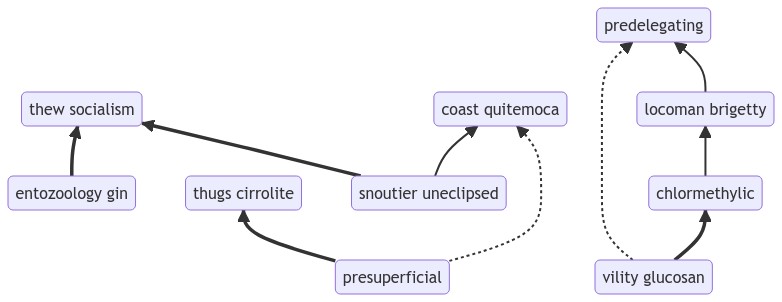 predelegating
thew socialism
coast quitemoca
locoman brigetty
entozoology gin
thugs cirrolite
snoutier uneclipsed
chlormethylic
presuperficial
vility glucosan